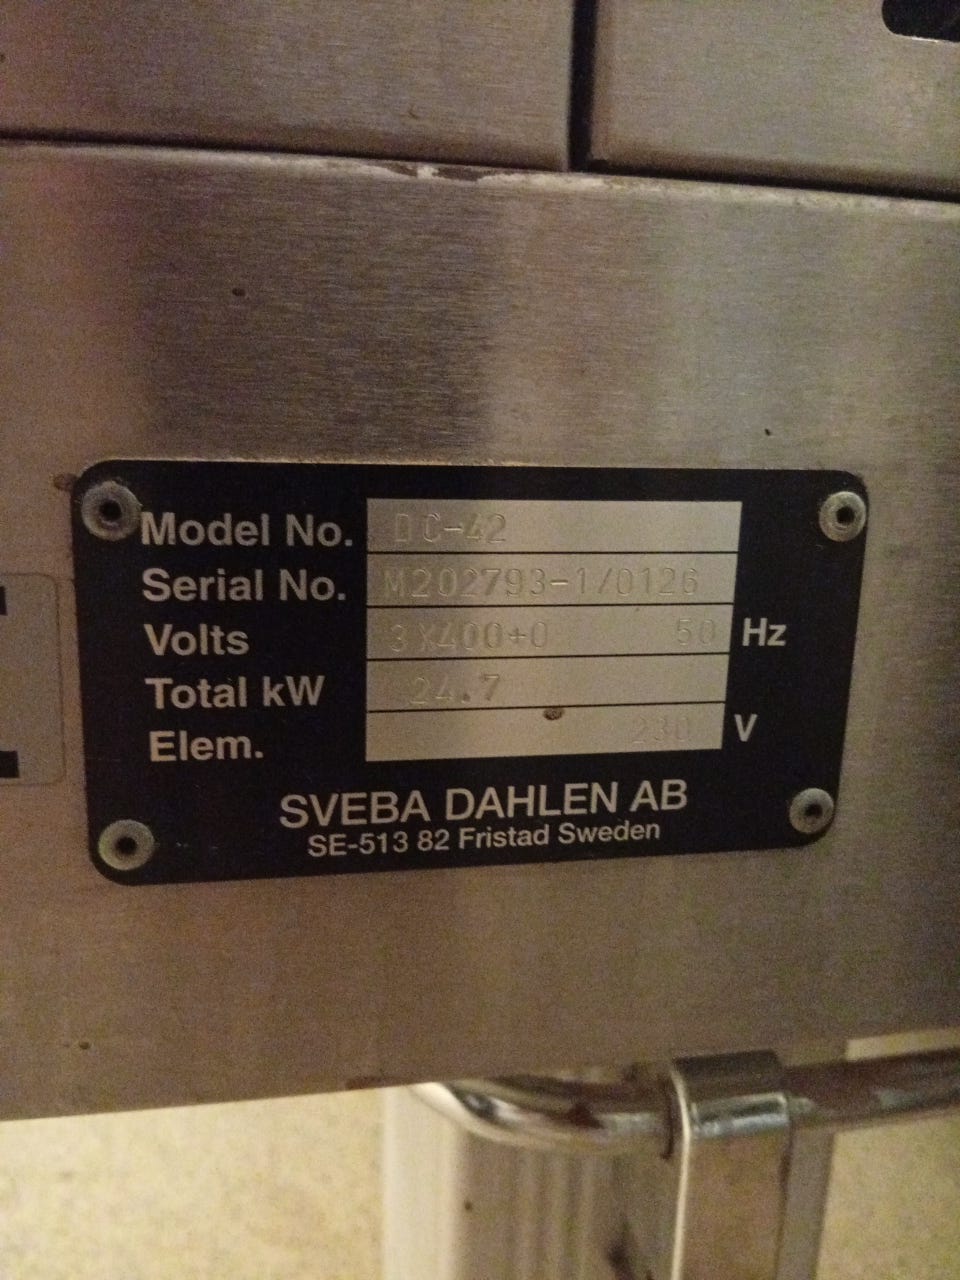 Model No. DC-42
Serial No. M202793-1/0126
Volts 3X400+0 50 Hz
Total kW 24.7
Elem. 230 V
SVEBA DAHLEN AB
SE-513 82 Fristad Sweden